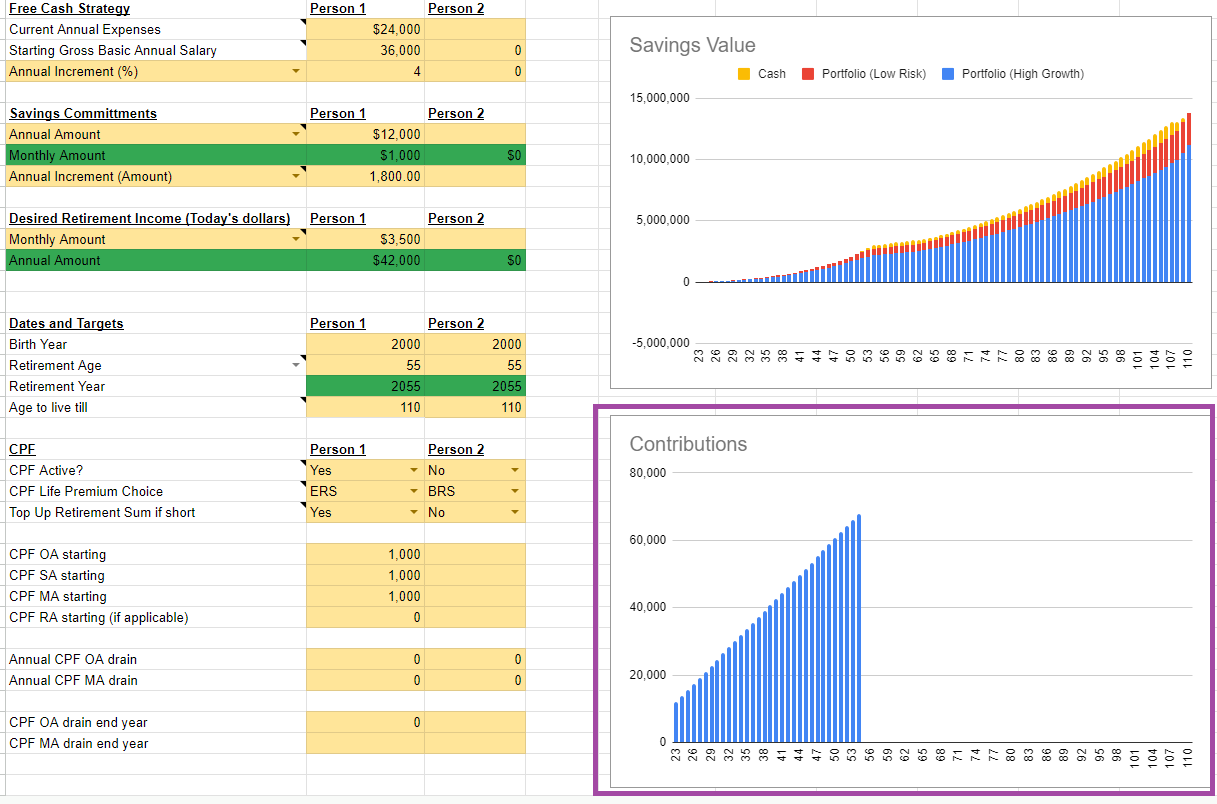 Free Cash Strategy Person 1 Person 2
Current Annual Expenses $24,000
Starting Gross Basic Annual Salary 36,000 0
Annual Increment (%) 4 0
Savings Committments Person 1 Person 2
Annual Amount $12,000
Monthly Amount $1,000 $0
Annual Increment (Amount) 1,800.00
Desired Retirement Income (Today's dollars) Person 1 Person 2
Monthly Amount $3,500
Annual Amount $42,000 $0
Dates and Targets Person 1 Person 2
Birth Year 2000 2000
Retirement Age 55 55
Retirement Year 2055 2055
Age to live till 110 110
CPF Person 1 Person 2
CPF Active? Yes No
CPF Life Premium Choice ERS BRS
Top Up Retirement Sum if short Yes No
CPF OA starting 1,000
CPF SA starting 1,000
CPF MA starting 1,000
CPF RA starting (if applicable) 0
Annual CPF OA drain 0 0
Annual CPF MA drain 0 0
CPF OA drain end year 0
CPF MA drain end year
Savings Value
Cash Portfolio (Low Risk) Portfolio (High Growth)
15,000,000
10,000,000
5,000,000
0
-5,000,000
23 26 29 32 35 38 41 44 47 50 53 56 59 62 65 68 71 74 77 80 83 86 89 92 95 98 101 104 107 110
Contributions
80,000
60,000
40,000
20,000
0
23 26 29 32 35 38 41 44 47 50 53 56 59 62 65 68 71 74 77 80 83 86 89 92 95 98 101 104 107 110